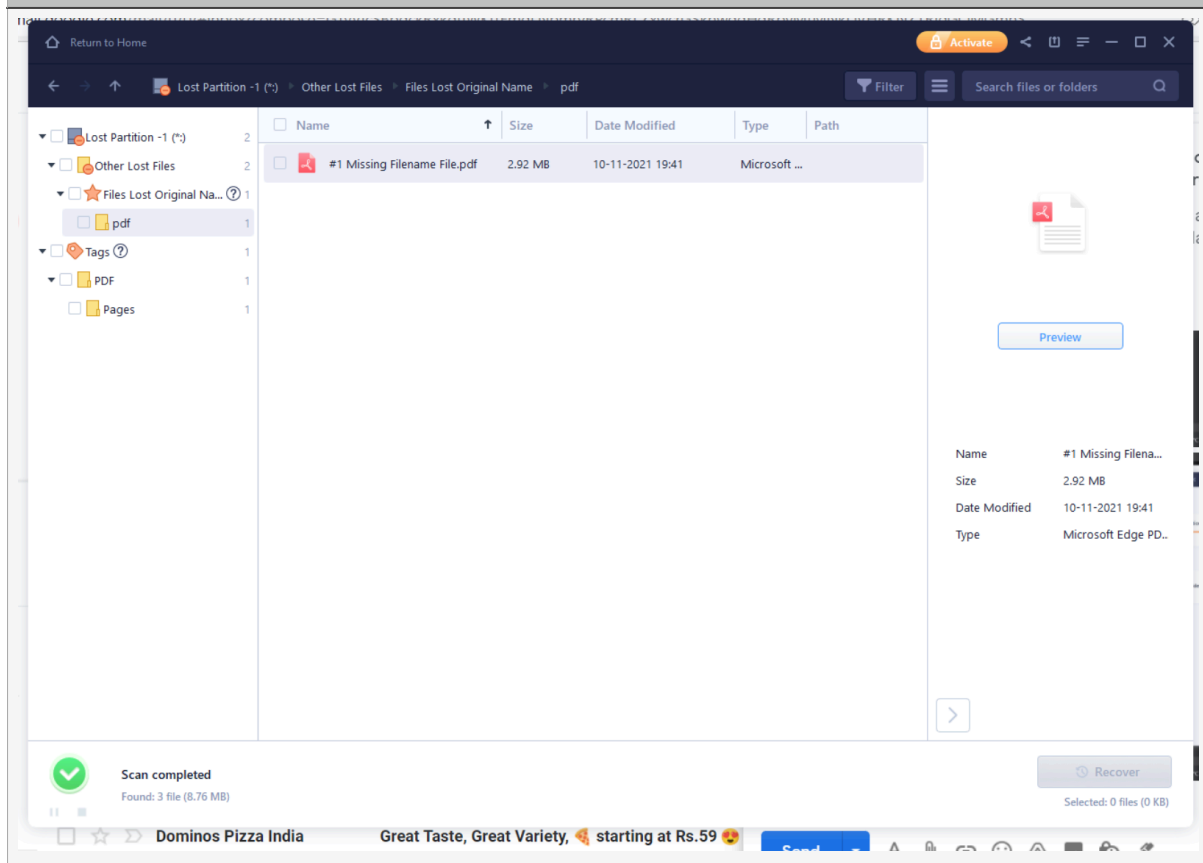 Return to Home
Activate
Lost Partition -1 (*:) Other Lost Files Files Lost Original Name pdf
Filter
Search files or folders
Lost Partition -1 (*:) 2
Other Lost Files 2
Files Lost Original Na... 1
pdf 1
Tags 1
PDF 1
Pages 1
Name Size Date Modified Type Path
#1 Missing Filename File.pdf 2.92 MB 10-11-2021 19:41 Microsoft ...
Preview
Name #1 Missing Filena...
Size 2.92 MB
Date Modified 10-11-2021 19:41
Type Microsoft Edge PD..
Scan completed
Found: 3 file (8.76 MB)
Recover
Selected: 0 files (0 KB)
Dominos Pizza India Great Taste, Great Variety, 🍕 starting at Rs.59 😍
Send